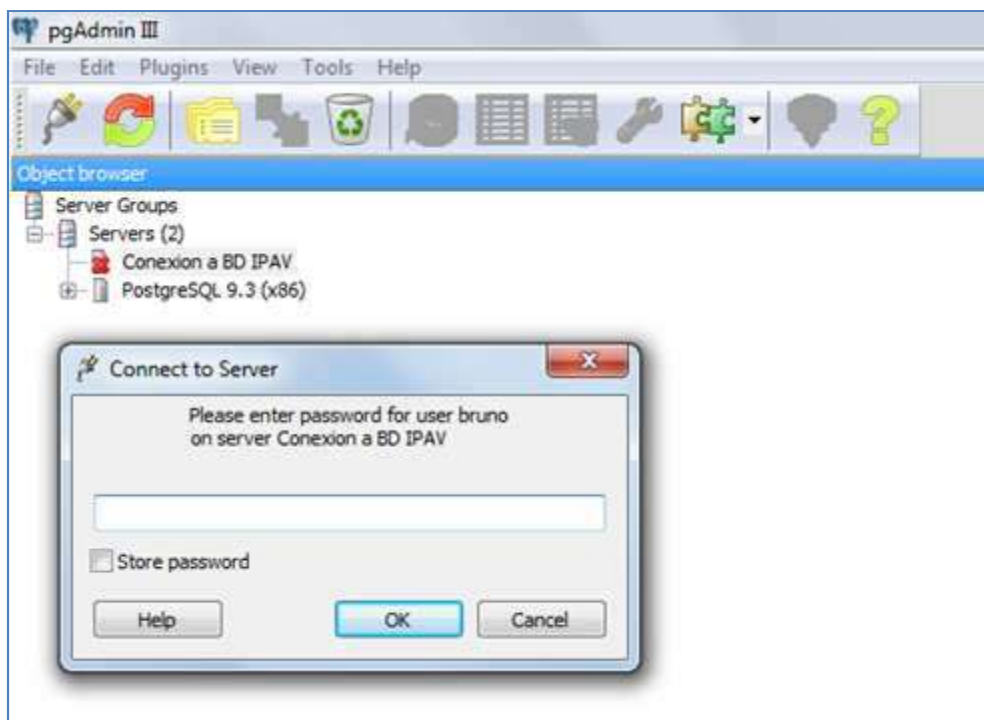 pgAdmin III
File Edit Plugins View Tools Help
Object browser
Server Groups
Servers (2)
Conexion a BD IPAV
PostgreSQL 9.3 (x86)
Connect to Server
Please enter password for user bruno
on server Conexion a BD IPAV
Store password
Help OK Cancel